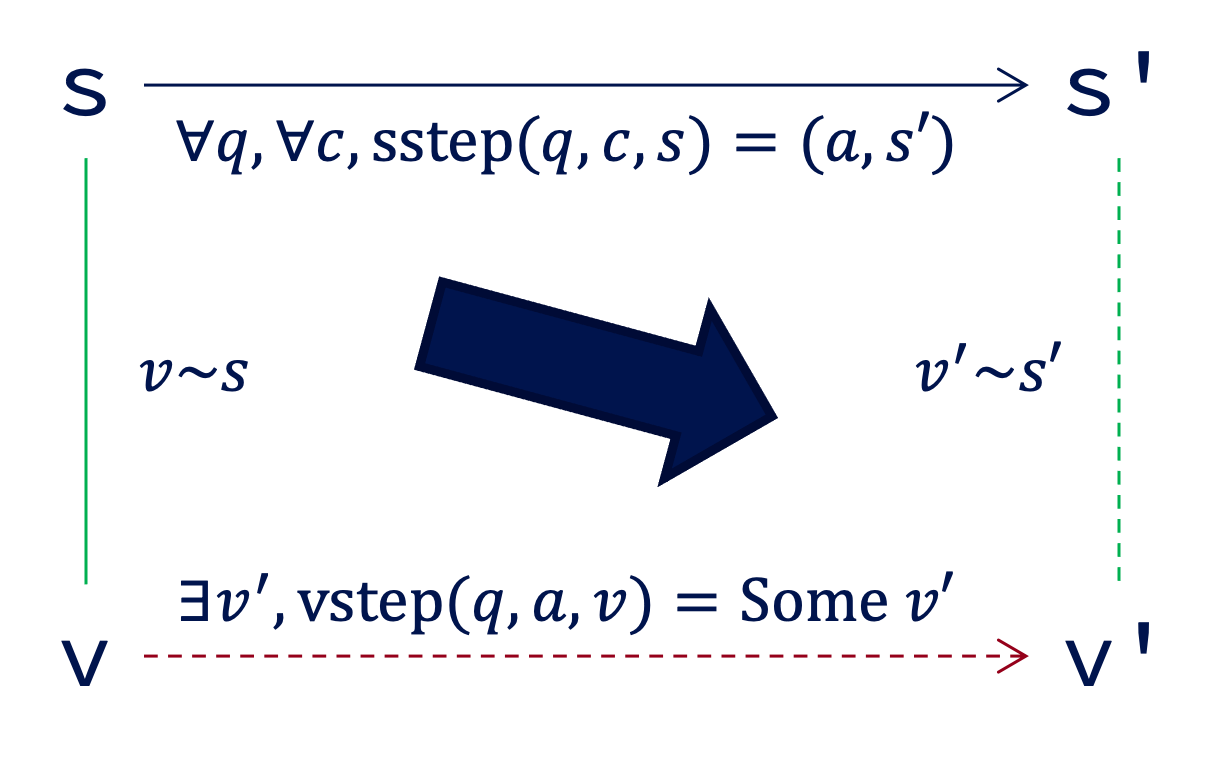 s s'
∀q, ∀c, sstep(q, c, s) = (a, s′)
v~s v′~s′
∃v′, vstep(q, a, v) = Some v′
v v'